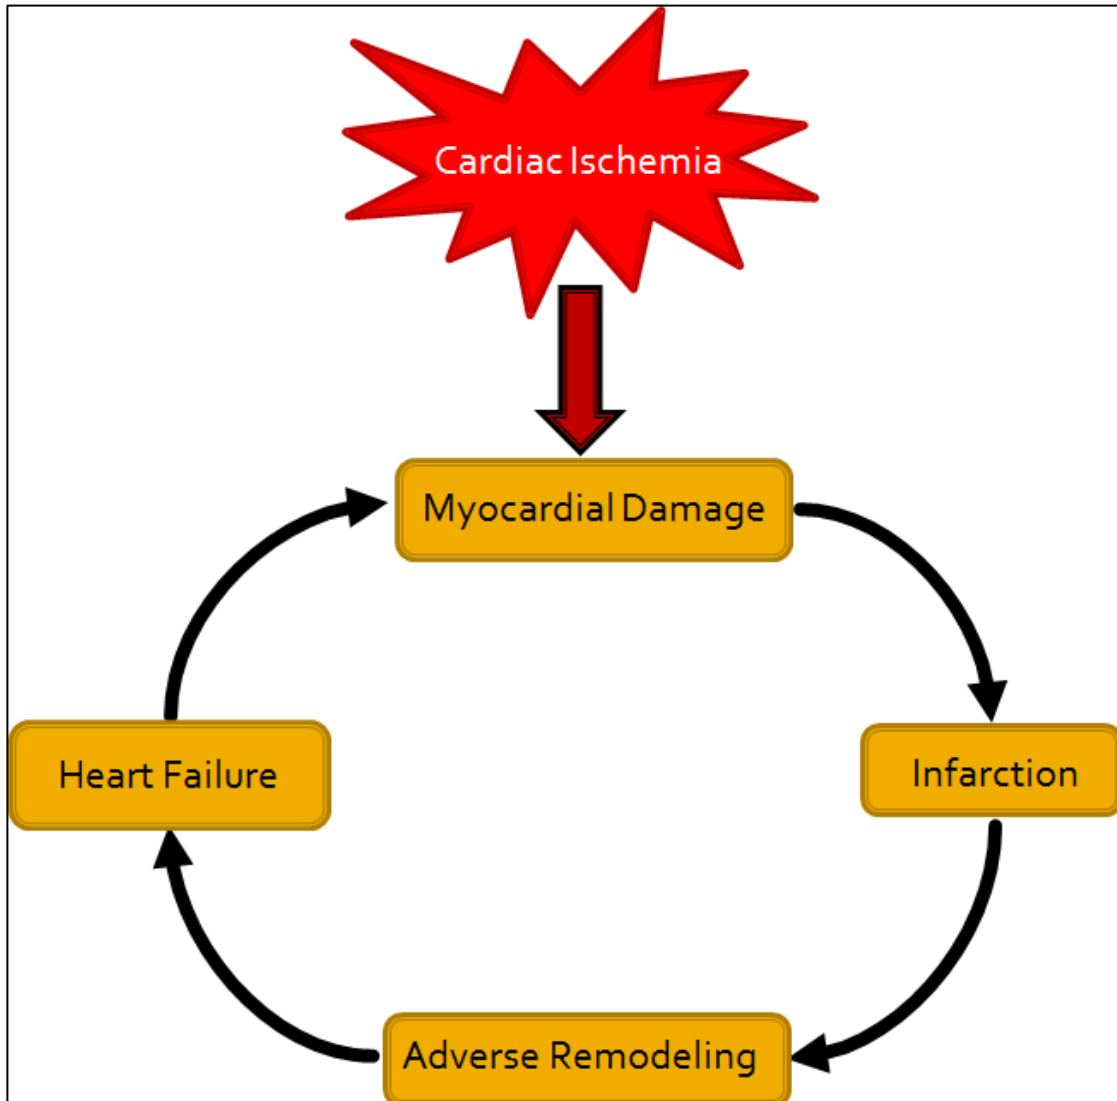 Cardiac Ischemia
Myocardial Damage
Heart Failure
Infarction
Adverse Remodeling